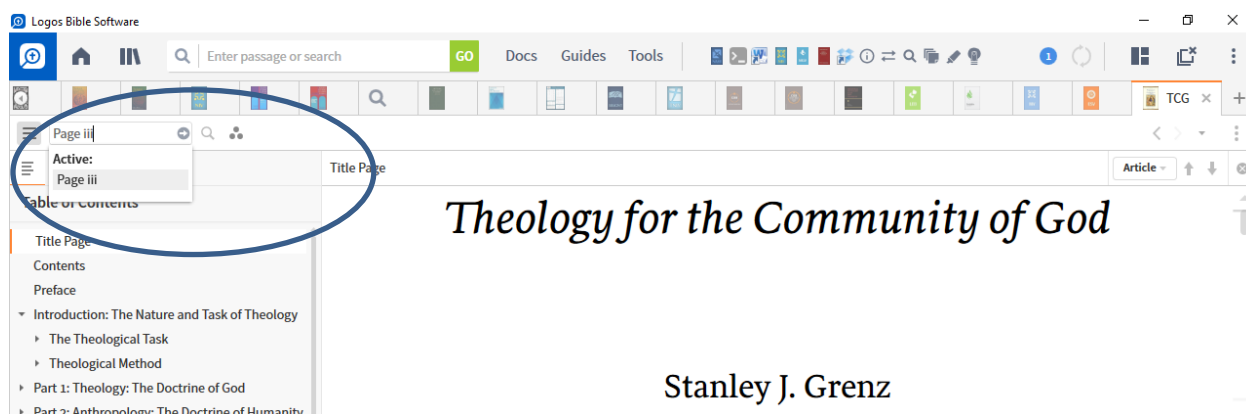 Logos Bible Software
Enter passage or search
GO
Docs Guides Tools
1
TCG
Page iii
Active:
Page iii
Title Page
Article
Table of Contents
Theology for the Community of God
Title Page
Contents
Preface
Introduction: The Nature and Task of Theology
The Theological Task
Theological Method
Stanley J. Grenz
Part 1: Theology: The Doctrine of God
Part 2: Anthropology: The Doctrine of Humanity